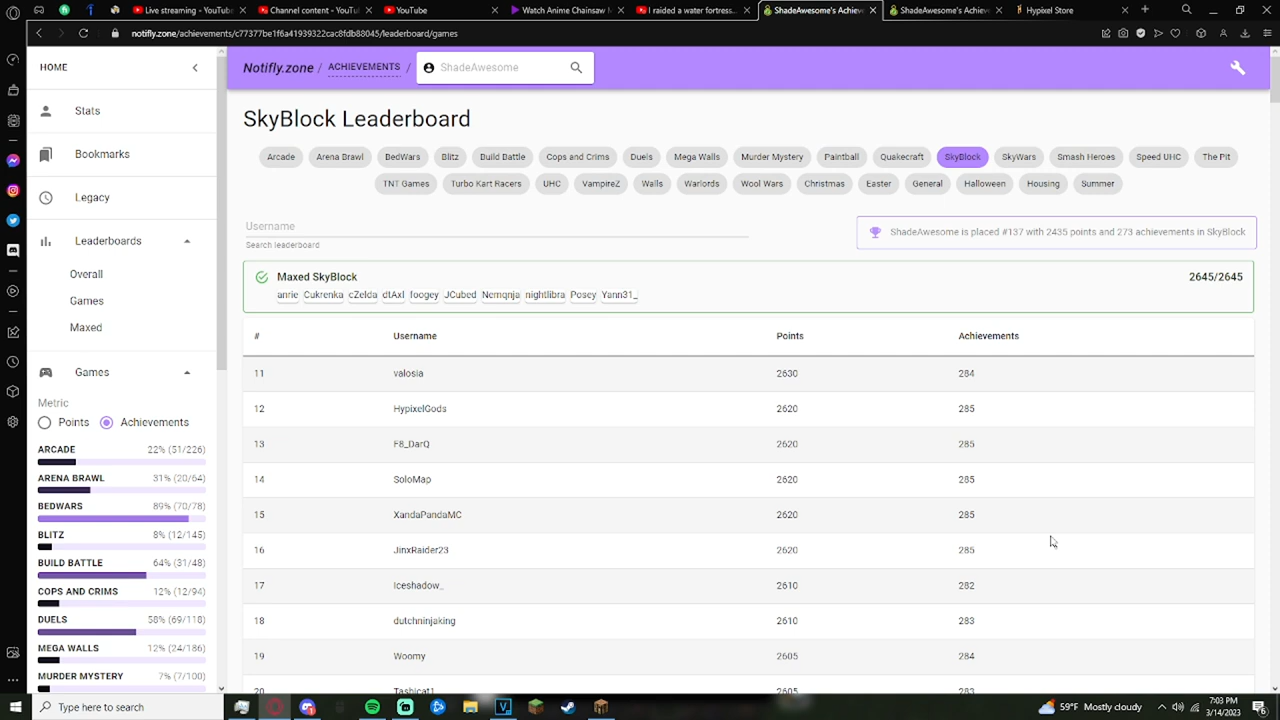 Live streaming - YouTub
Channel content - YouTu
YouTube
Watch Anime Chainsaw M
I raided a water fortress
ShadeAwesome's Achieve
ShadeAwesome's Achieve
Hypixel Store
notifly.zone/achievements/c77377be1f6a41939322cac8fdb88045/leaderboard/games
HOME
Notifly.zone / ACHIEVEMENTS / ShadeAwesome
Stats
Bookmarks
Legacy
Leaderboards
Overall
Games
Maxed
Games
Metric
Points Achievements
ARCADE 22% (51/226)
ARENA BRAWL 31% (20/64)
BEDWARS 89% (70/78)
BLITZ 8% (12/145)
BUILD BATTLE 64% (31/48)
COPS AND CRIMS 12% (12/94)
DUELS 58% (69/118)
MEGA WALLS 12% (24/186)
MURDER MYSTERY 7% (7/100)
SkyBlock Leaderboard
Arcade Arena Brawl BedWars Blitz Build Battle Cops and Crims Duels Mega Walls Murder Mystery Paintball Quakecraft SkyBlock SkyWars Smash Heroes Speed UHC The Pit
TNT Games Turbo Kart Racers UHC VampireZ Walls Warlords Wool Wars Christmas Easter General Halloween Housing Summer
Username
Search leaderboard
ShadeAwesome is placed #137 with 2435 points and 273 achievements in SkyBlock
Maxed SkyBlock 2645/2645
anrie Cukrenka cZelda dtAxl foogey JCubed Nemqnja nightlibra Posey Yann31_
# Username Points Achievements
11 valosia 2630 284
12 HypixelGods 2620 285
13 F8_DarQ 2620 285
14 SoloMap 2620 285
15 XandaPandaMC 2620 285
16 JinxRaider23 2620 285
17 Iceshadow_ 2610 282
18 dutchninjaking 2610 283
19 Woomy 2605 284
20 Tashicat1 2605 283
Type here to search
59°F Mostly cloudy
7:03 PM
3/14/2023
6